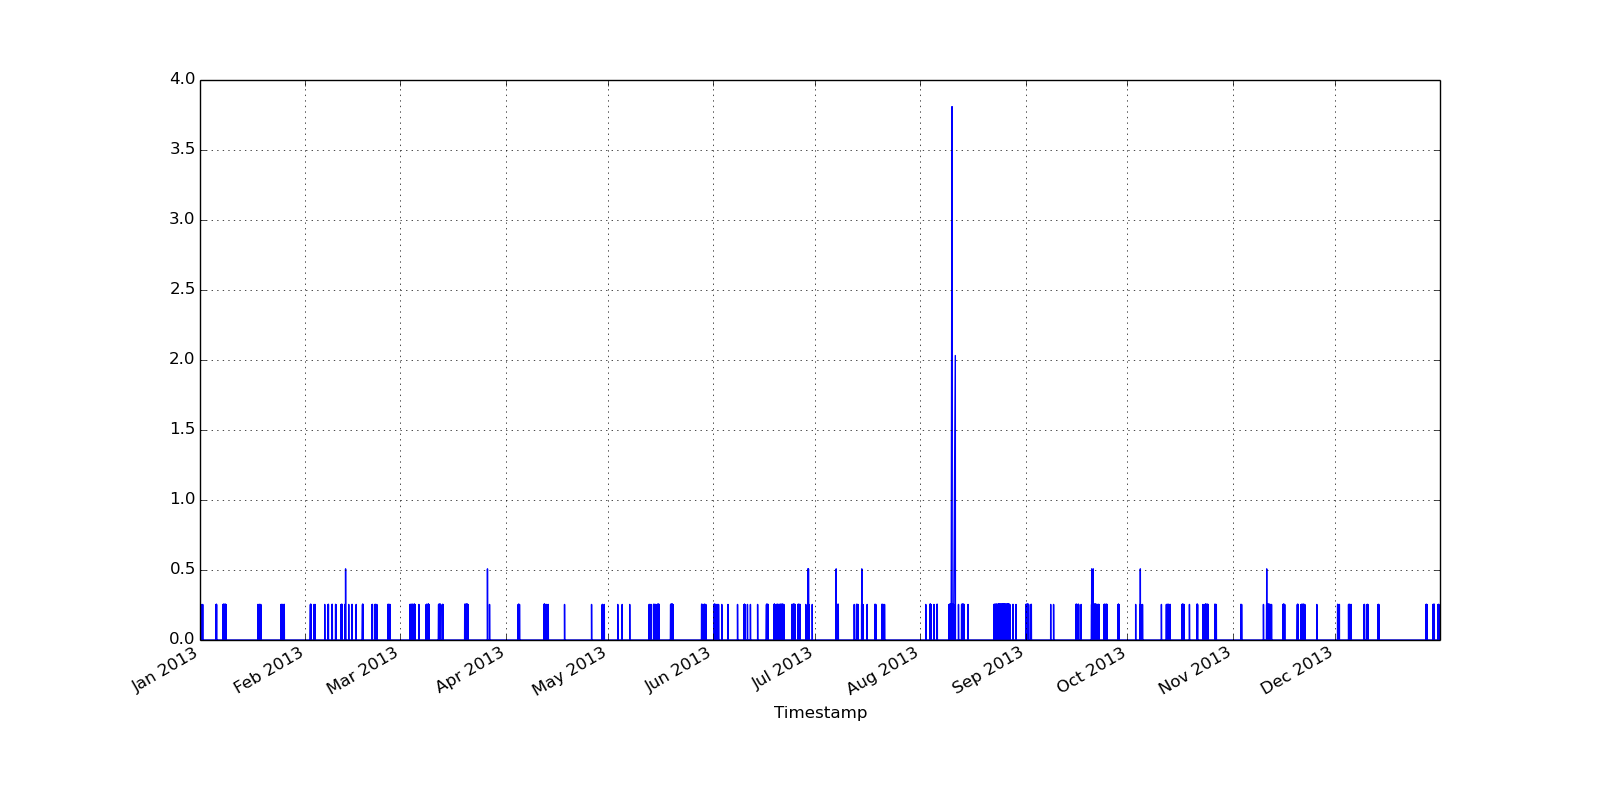 4.0
3.5
3.0
2.5
2.0
1.5
1.0
0.5
0.0
Jan 2013
Feb 2013
Mar 2013
Apr 2013
May 2013
Jun 2013
Jul 2013
Aug 2013
Sep 2013
Oct 2013
Nov 2013
Dec 2013
Timestamp